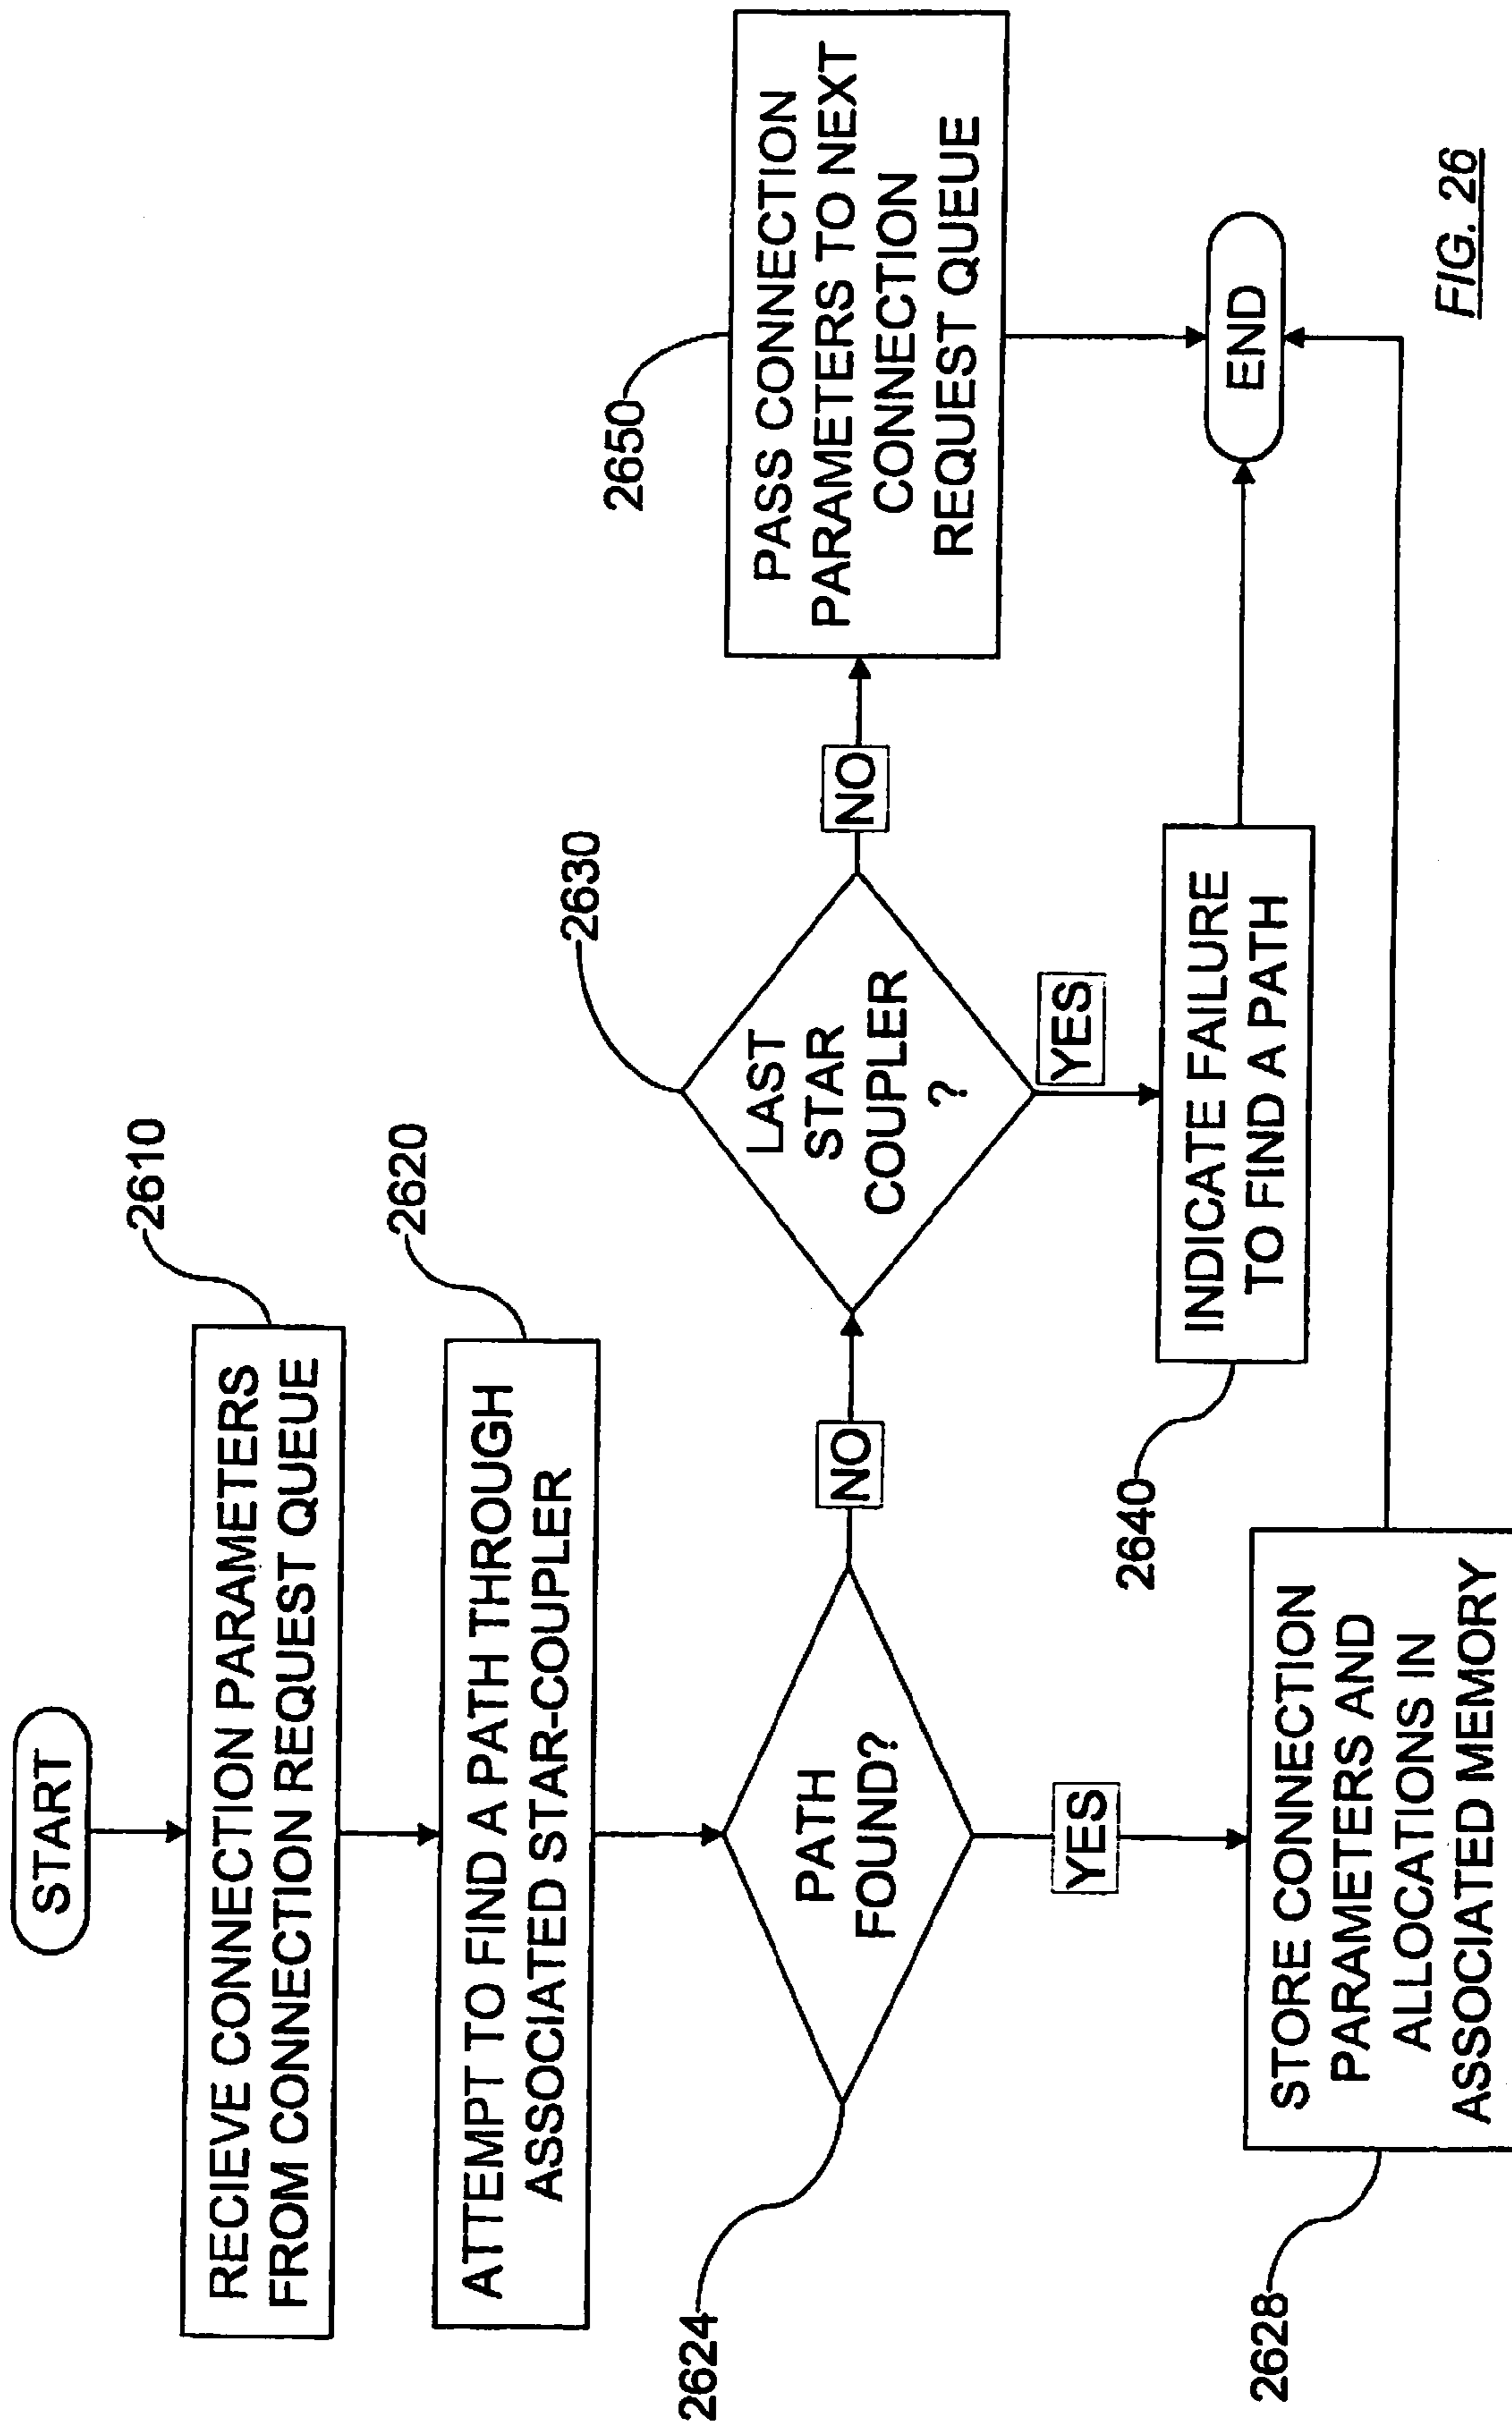 START
2610
RECIEVE CONNECTION PARAMETERS
FROM CONNECTION REQUEST QUEUE
2620
ATTEMPT TO FIND A PATH THROUGH
ASSOCIATED STAR-COUPLER
2624
PATH
FOUND?
NO
YES
2628
STORE CONNECTION
PARAMETERS AND
ALLOCATIONS IN
ASSOCIATED MEMORY
2630
LAST
STAR
COUPLER
?
NO
YES
2640
INDICATE FAILURE
TO FIND A PATH
2650
PASS CONNECTION
PARAMETERS TO NEXT
CONNECTION
REQUEST QUEUE
END
FIG. 26